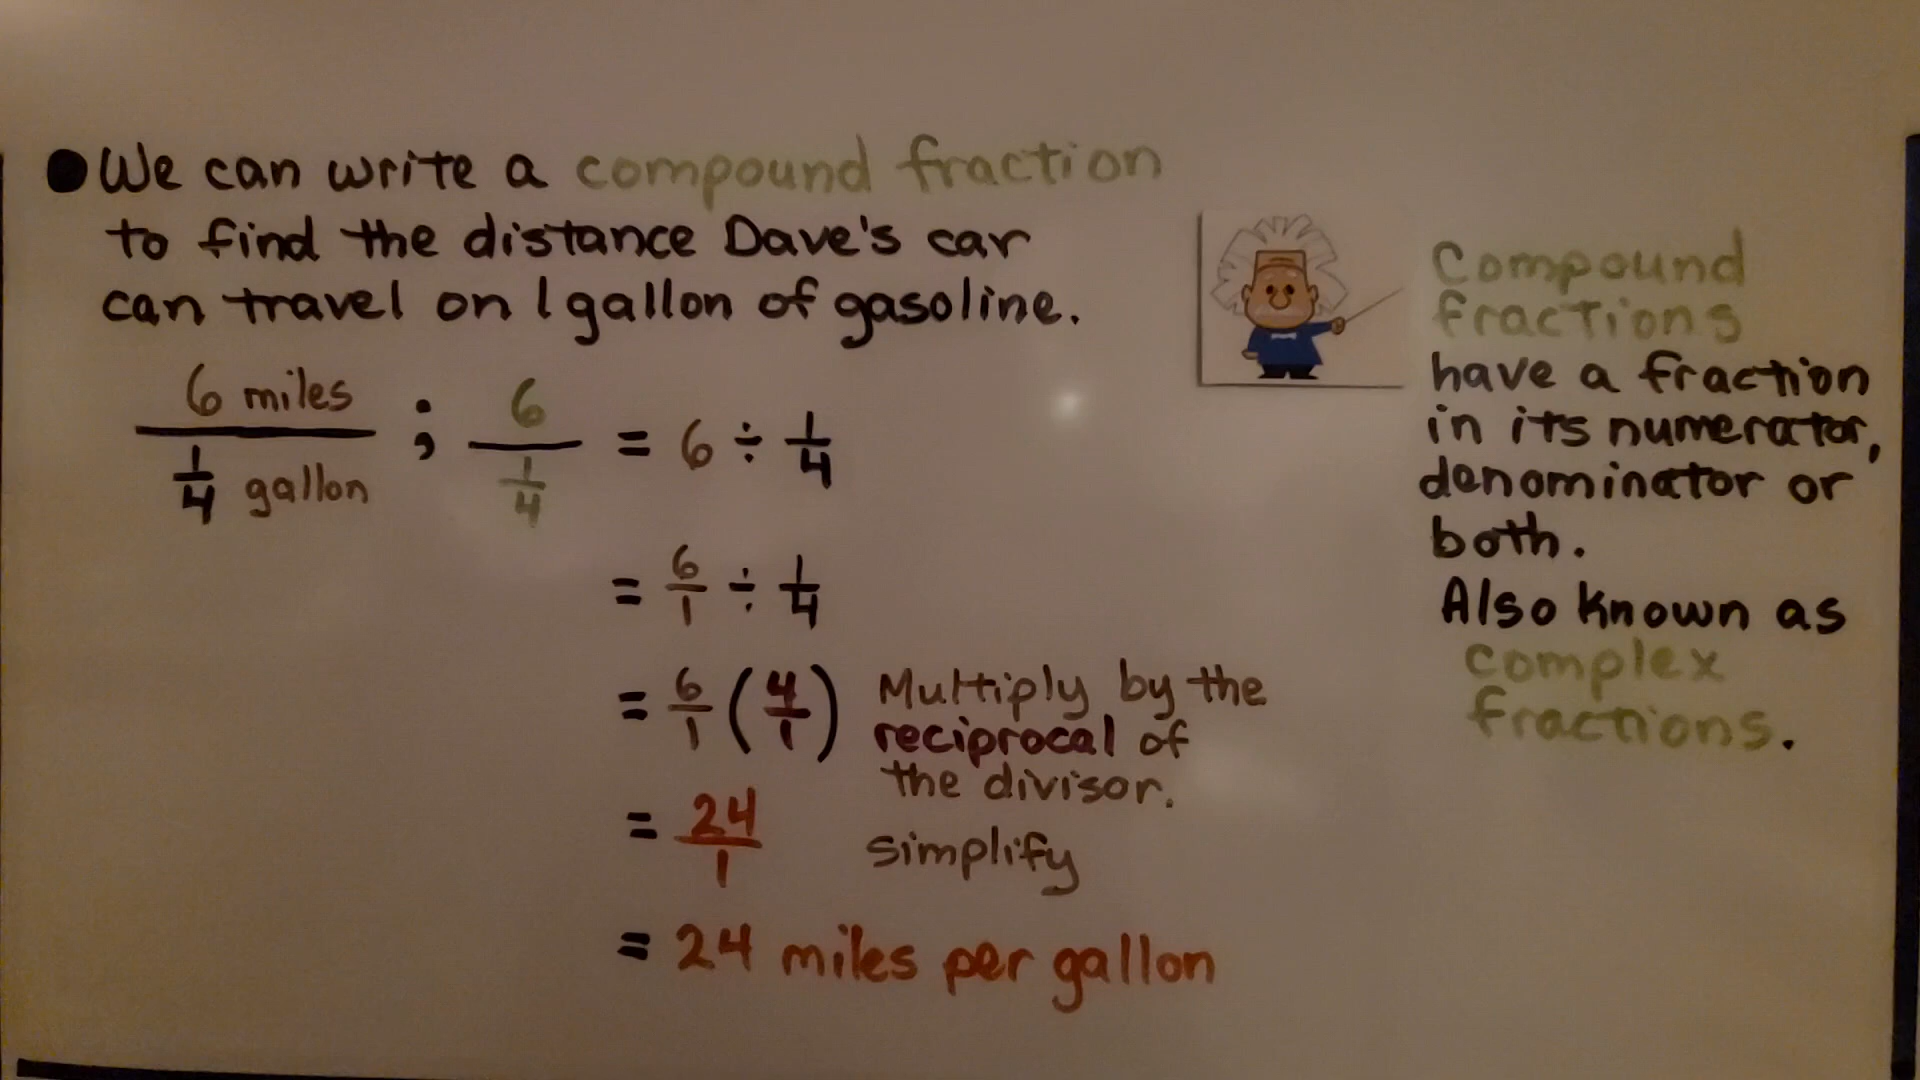 ●We can write a compound fraction
to find the distance Dave's car
can travel on 1 gallon of gasoline.
6 miles / 1/4 gallon ; 6 / 1/4 = 6 ÷ 1/4
= 6/1 ÷ 1/4
= 6/1 (4/1) Multiply by the
reciprocal of
the divisor.
= 24/1 simplify
= 24 miles per gallon
Compound
fractions
have a fraction
in its numerator,
denominator or
both.
Also known as
complex
fractions.